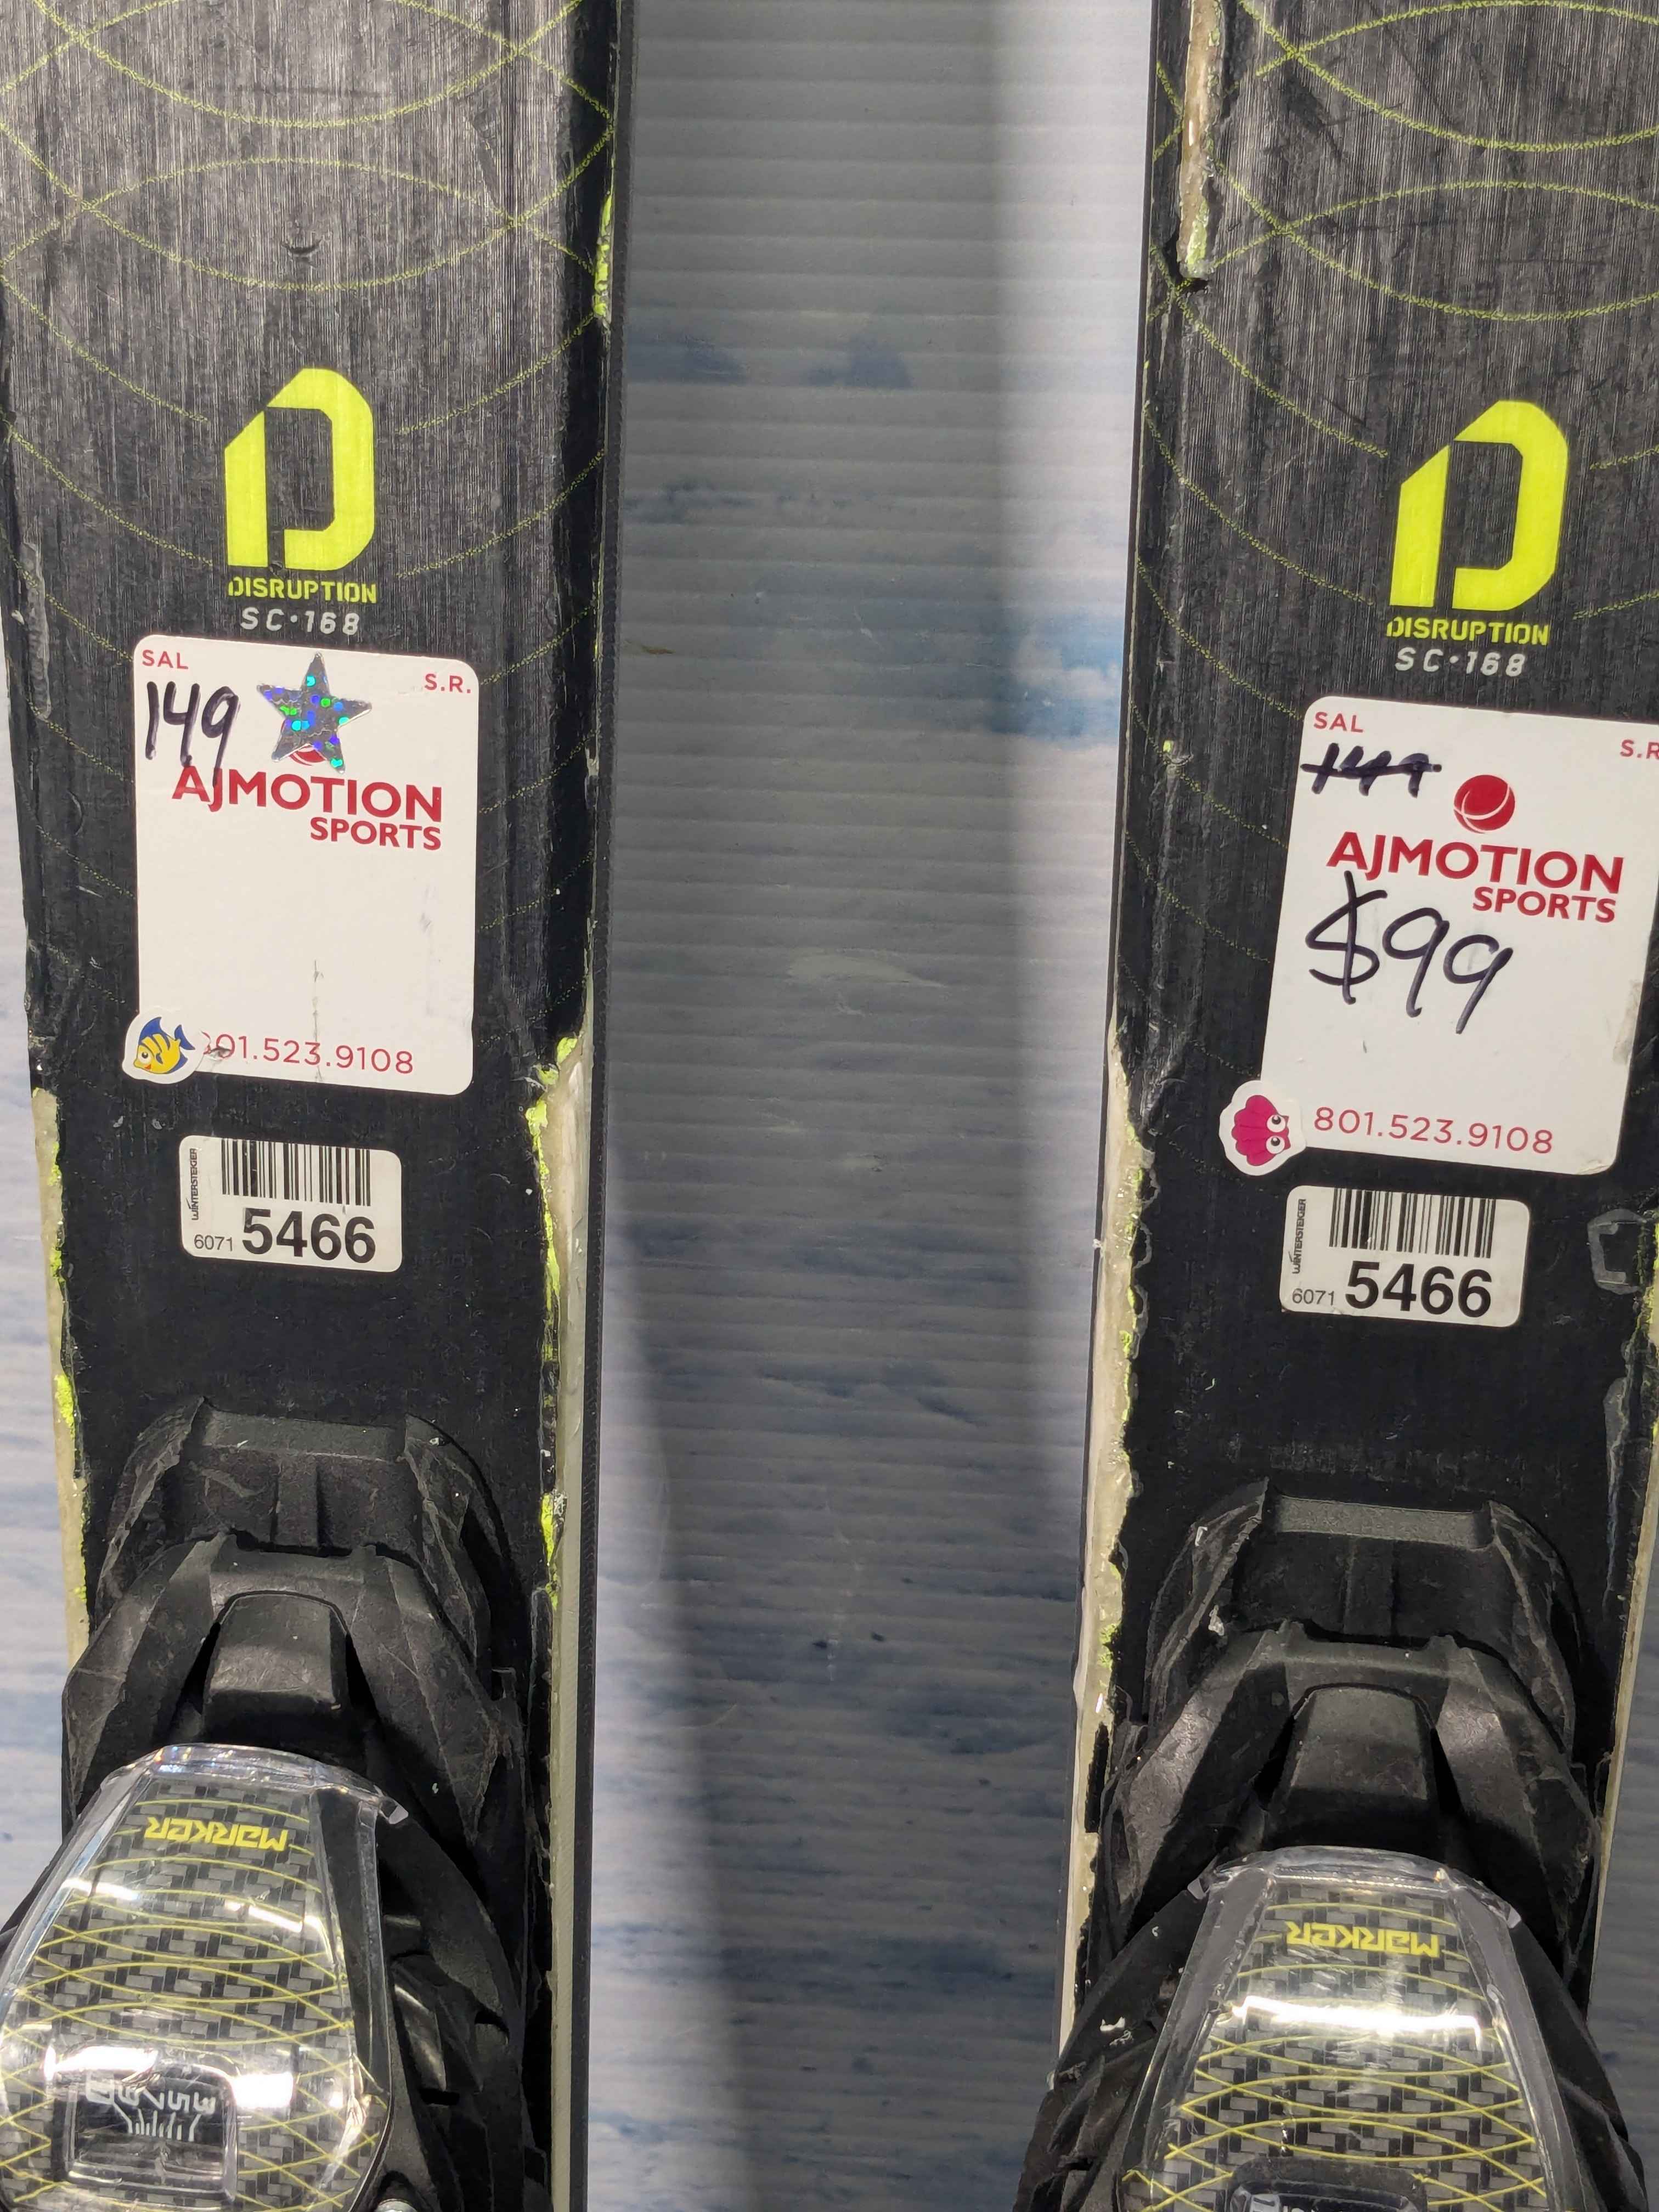 DISRUPTION
SC·168
SAL
S.R.
149
AJMOTION
SPORTS
01.523.9108
WINTERSTEIGER
6071 5466
MARKER
DISRUPTION
SC·168
SAL
S.R
149
AJMOTION
SPORTS
$99
801.523.9108
WINTERSTEIGER
6071 5466
MARKER